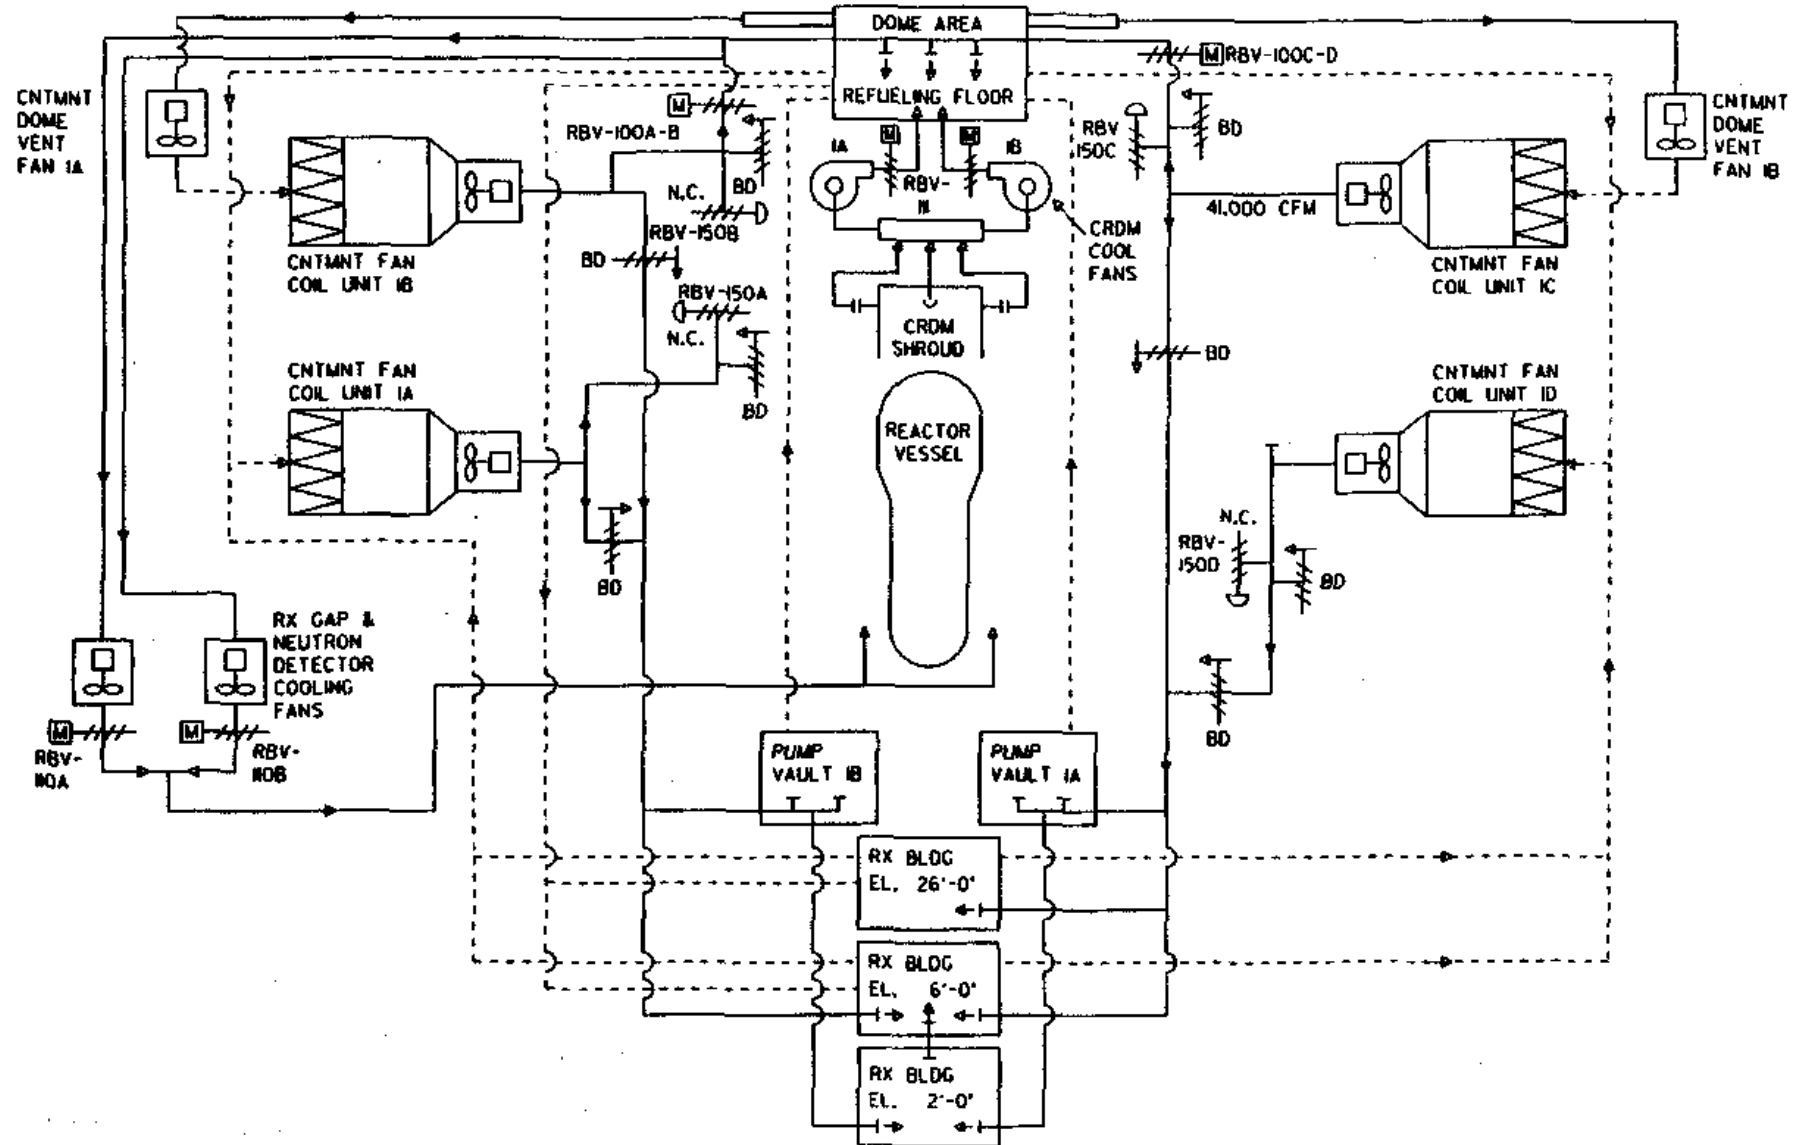 DOME AREA
REFUELING FLOOR
M RBV-100C-D
CNTMNT
DOME
VENT
FAN 1A
CNTMNT
DOME
VENT
FAN 1B
M
RBV-100A-B
BD
N.C.
RBV-150B
BD
RBV-150A
N.C.
BD
CNTMNT FAN
COIL UNIT 1B
CNTMNT FAN
COIL UNIT 1A
BD
1A
M
M
1B
RBV-
111
CRDM
COOL
FANS
CRDM
SHROUD
REACTOR
VESSEL
RBV
150C
BD
41,000 CFM
BD
CNTMNT FAN
COIL UNIT 1C
CNTMNT FAN
COIL UNIT 1D
N.C.
RBV-
150D
BD
BD
RX GAP &
NEUTRON
DETECTOR
COOLING
FANS
M
RBV-
110A
M
RBV-
110B
PUMP
VAULT 1B
PUMP
VAULT 1A
RX BLDG
EL. 26'-0"
RX BLDG
EL. 6'-0"
RX BLDG
EL. 2'-0"